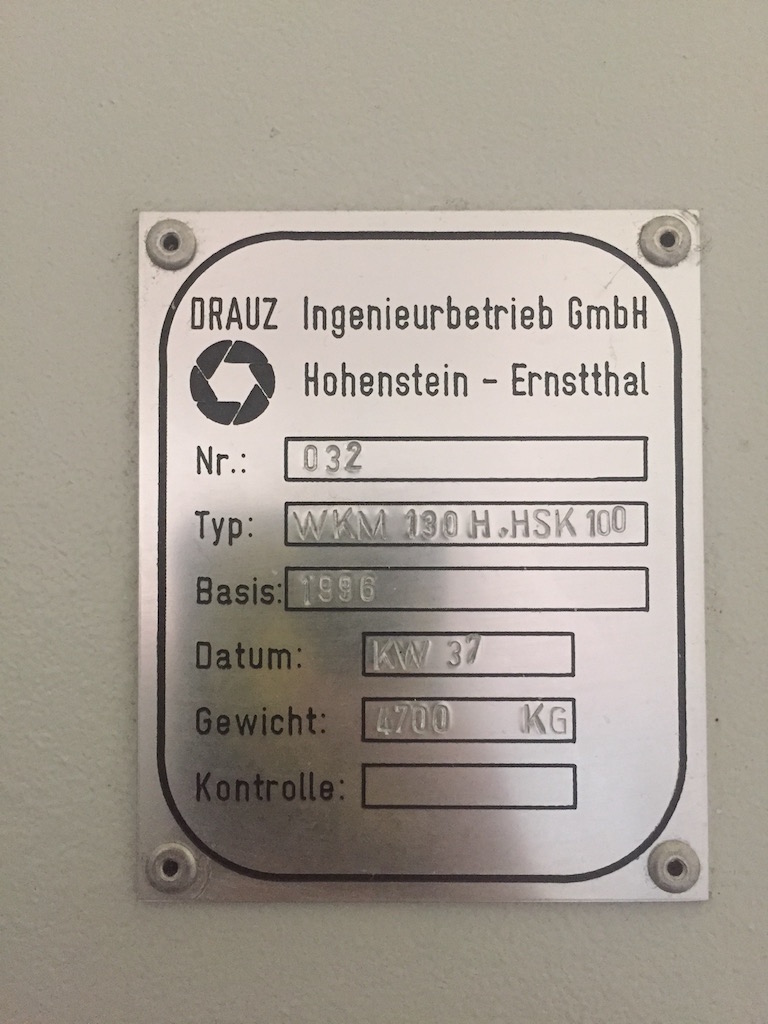 DRAUZ Ingenieurbetrieb GmbH
Hohenstein - Ernstthal
Nr.: 032
Typ: WKM 130 H.HSK 100
Basis: 1996
Datum: KW 37
Gewicht: 4700 KG
Kontrolle: